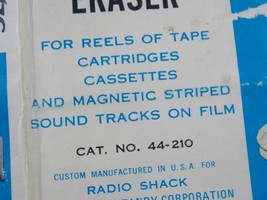 ERASER
FOR REELS OF TAPE
CARTRIDGES
CASSETTES
AND MAGNETIC STRIPED
SOUND TRACKS ON FILM
CAT. NO. 44-210
CUSTOM MANUFACTURED IN U.S.A. FOR
RADIO SHACK
TANDY CORPORATION